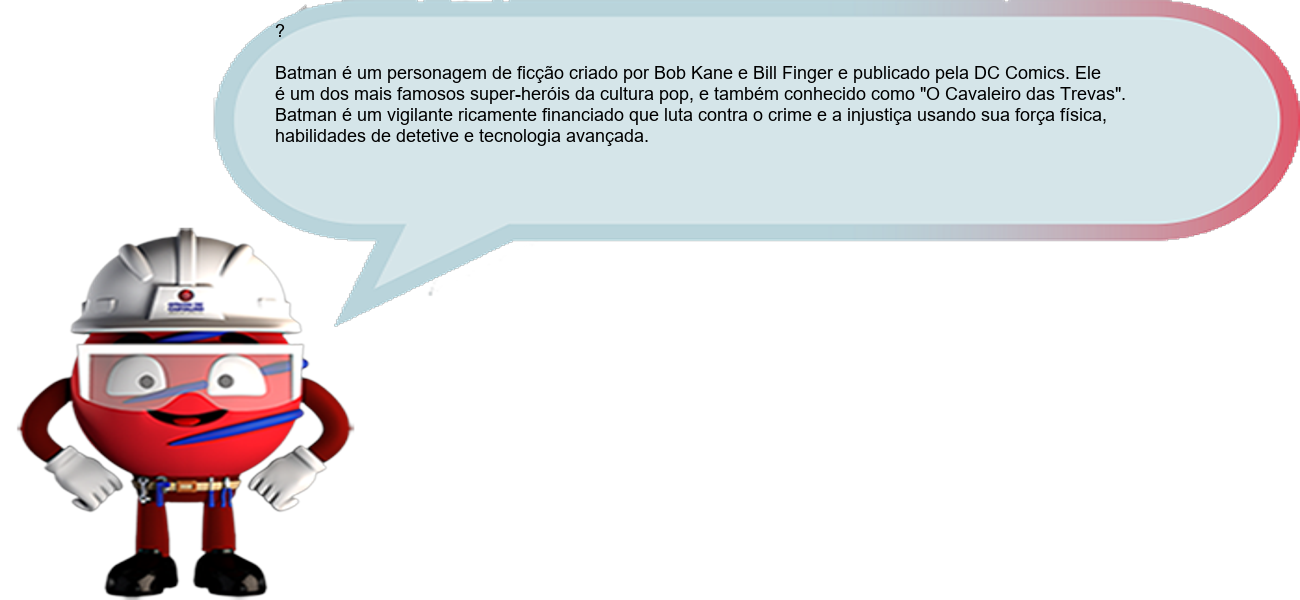 ?
Batman é um personagem de ficção criado por Bob Kane e Bill Finger e publicado pela DC Comics. Ele
é um dos mais famosos super-heróis da cultura pop, e também conhecido como "O Cavaleiro das Trevas".
Batman é um vigilante ricamente financiado que luta contra o crime e a injustiça usando sua força física,
habilidades de detetive e tecnologia avançada.